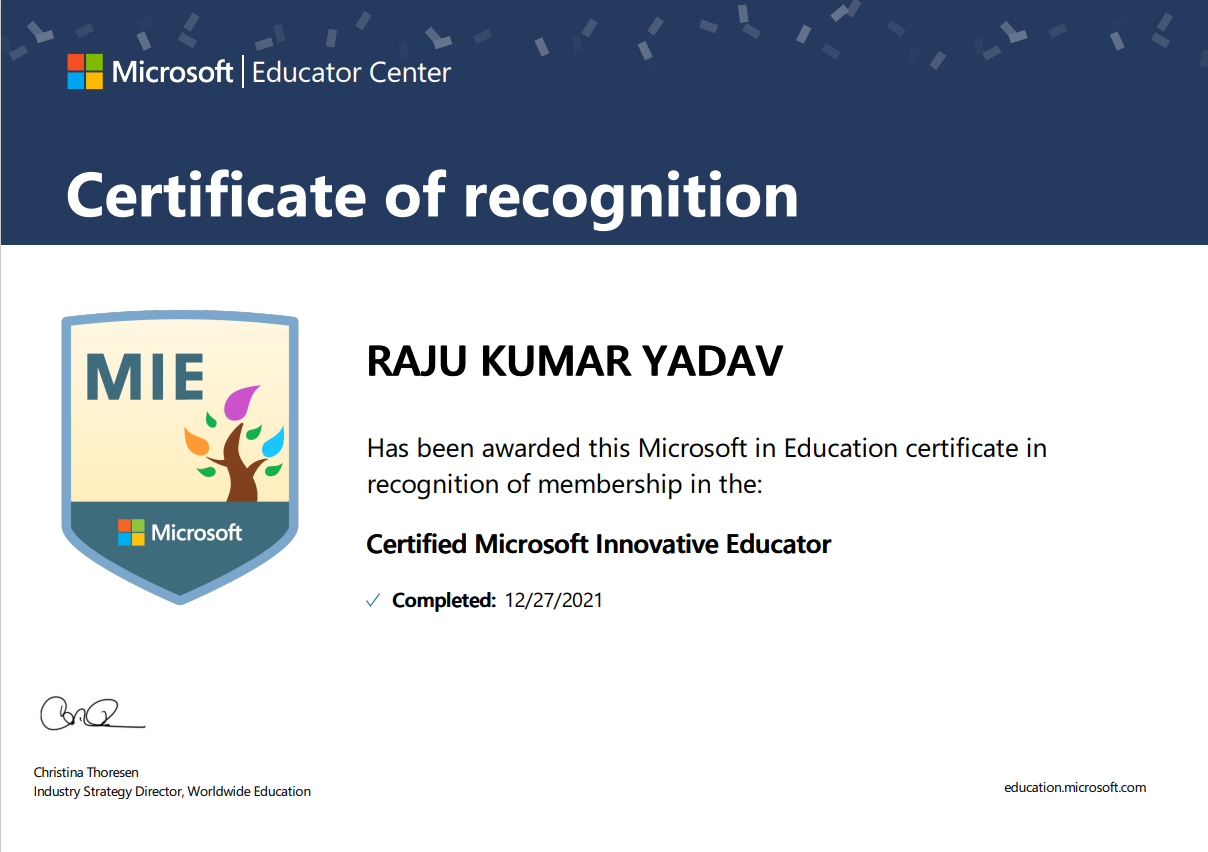 Microsoft | Educator Center
Certificate of recognition
MIE
Microsoft
RAJU KUMAR YADAV
Has been awarded this Microsoft in Education certificate in
recognition of membership in the:
Certified Microsoft Innovative Educator
✓ Completed: 12/27/2021
Christina Thoresen
Industry Strategy Director, Worldwide Education
education.microsoft.com